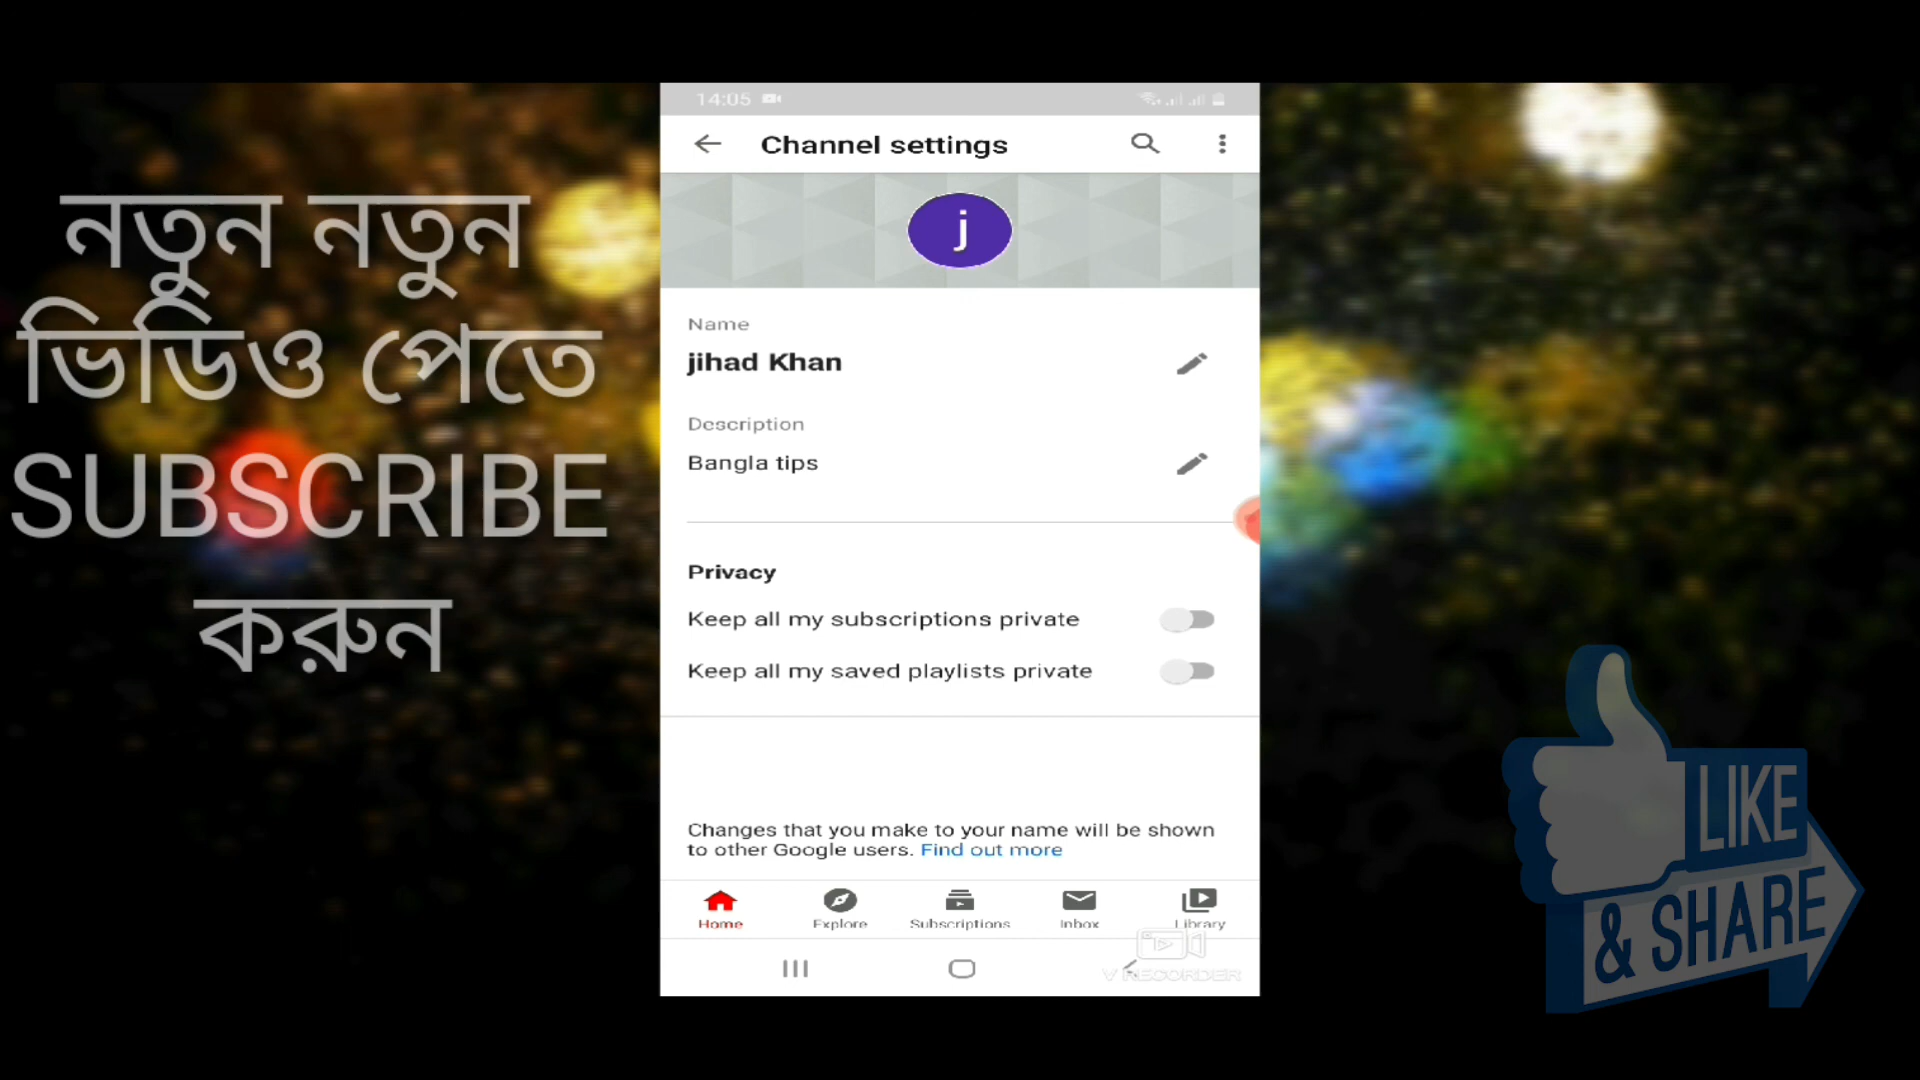 নতুন নতুন
ভিডিও পেতে
SUBSCRIBE
করুন
14:05
Channel settings
j
Name
jihad Khan
Description
Bangla tips
Privacy
Keep all my subscriptions private
Keep all my saved playlists private
Changes that you make to your name will be shown
to other Google users. Find out more
Home
Explore
Subscriptions
Inbox
Library
V RECORDER
LIKE
& SHARE